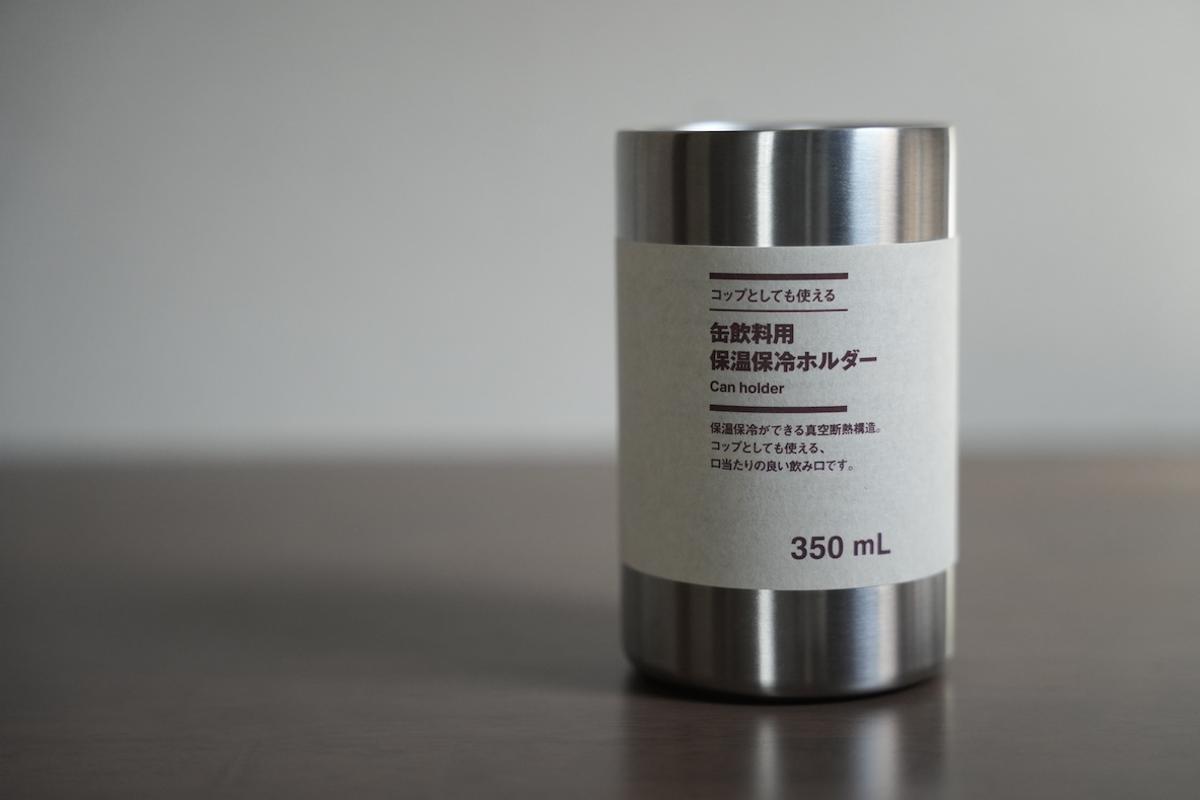 コップとしても使える
缶飲料用
保温保冷ホルダー
Can holder
保温保冷ができる真空断熱構造。
コップとしても使える、
口当たりの良い飲み口です。
350 mL